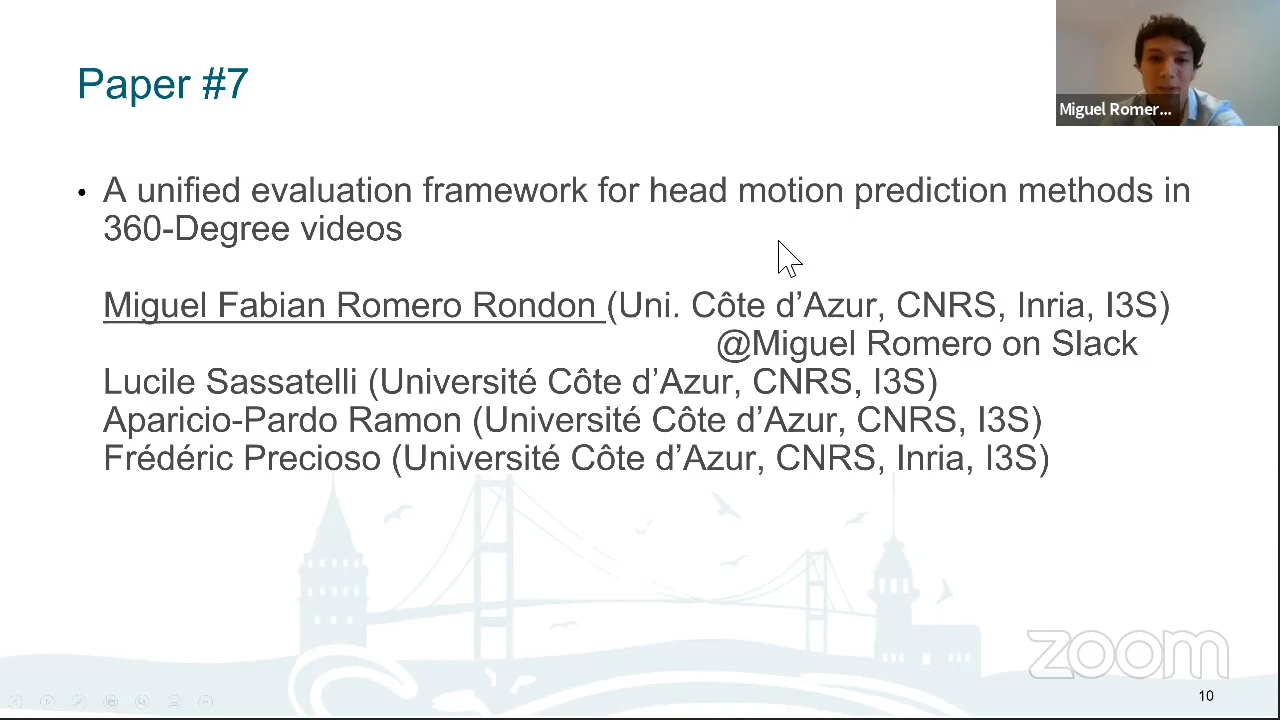 Paper #7
Miguel Romer...
• A unified evaluation framework for head motion prediction methods in
360-Degree videos
Miguel Fabian Romero Rondon (Uni. Côte d’Azur, CNRS, Inria, I3S)
@Miguel Romero on Slack
Lucile Sassatelli (Université Côte d’Azur, CNRS, I3S)
Aparicio-Pardo Ramon (Université Côte d’Azur, CNRS, I3S)
Frédéric Precioso (Université Côte d’Azur, CNRS, Inria, I3S)
zoom
10